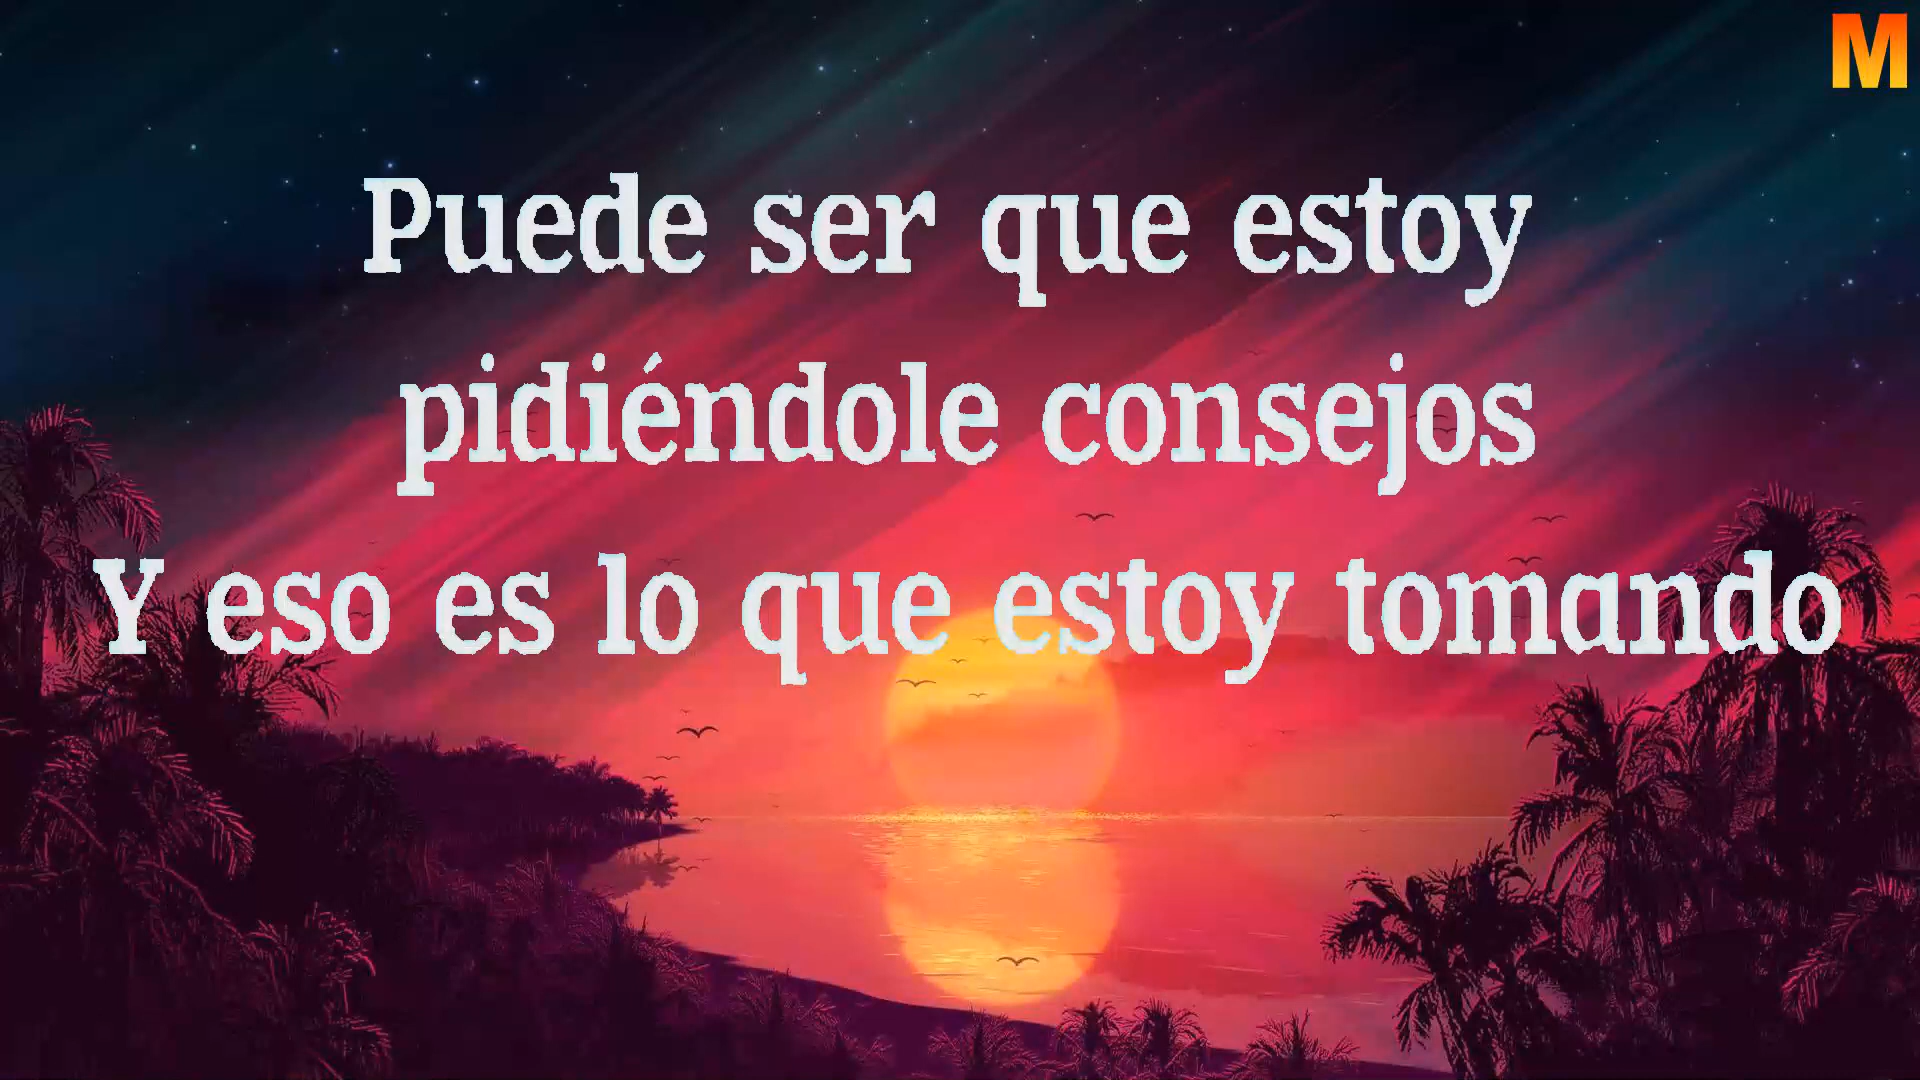 M
Puede ser que estoy
pidiéndole consejos
Y eso es lo que estoy tomando